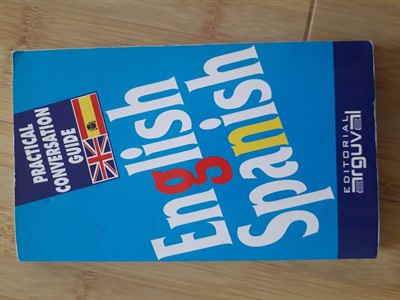 PRACTICAL
CONVERSATION
GUIDE
English
Spanish
EDITORIAL
arguval